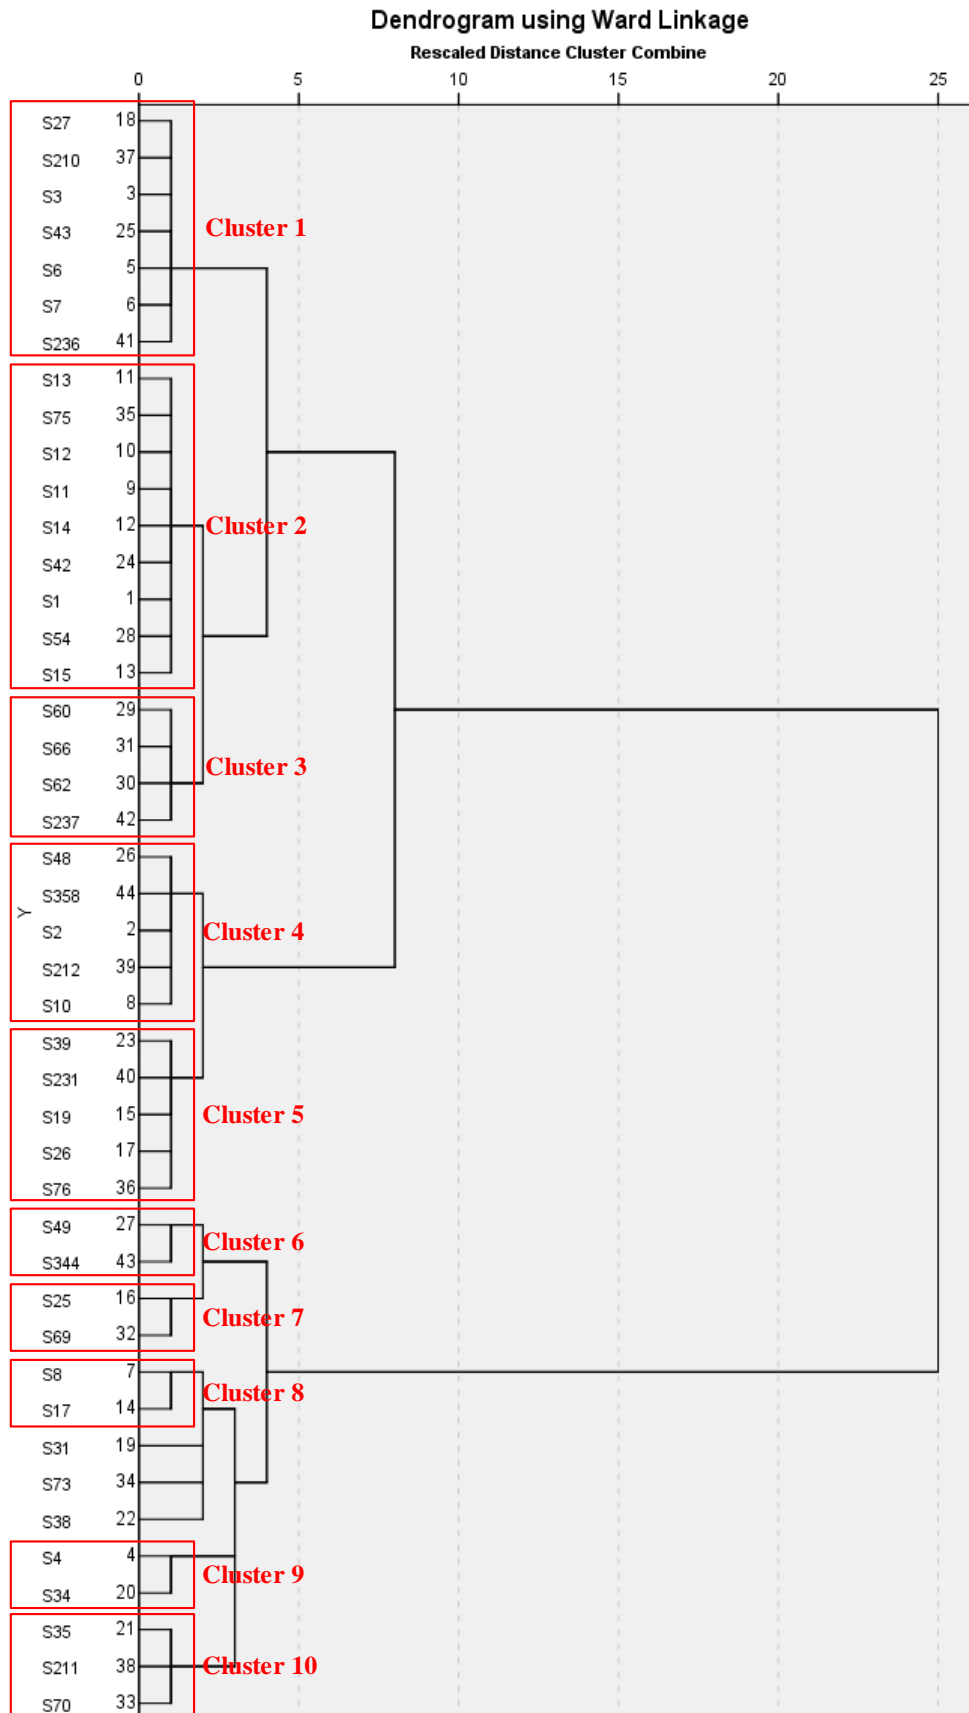 Dendrogram using Ward Linkage
Rescaled Distance Cluster Combine
0 5 10 15 20 25
S27 18
S210 37
S3 3
S43 25
Cluster 1
S6 5
S7 6
S236 41
S13 11
S75 35
S12 10
S11 9
S14 12 Cluster 2
S42 24
S1 1
S54 28
S15 13
S60 29
S66 31
Cluster 3
S62 30
S237 42
S48 26
S358 44
Y
S2 2 Cluster 4
S212 39
S10 8
S39 23
S231 40
S19 15 Cluster 5
S26 17
S76 36
S49 27
Cluster 6
S344 43
S25 16
Cluster 7
S69 32
S8 7
Cluster 8
S17 14
S31 19
S73 34
S38 22
S4 4
Cluster 9
S34 20
S35 21
S211 38 Cluster 10
S70 33